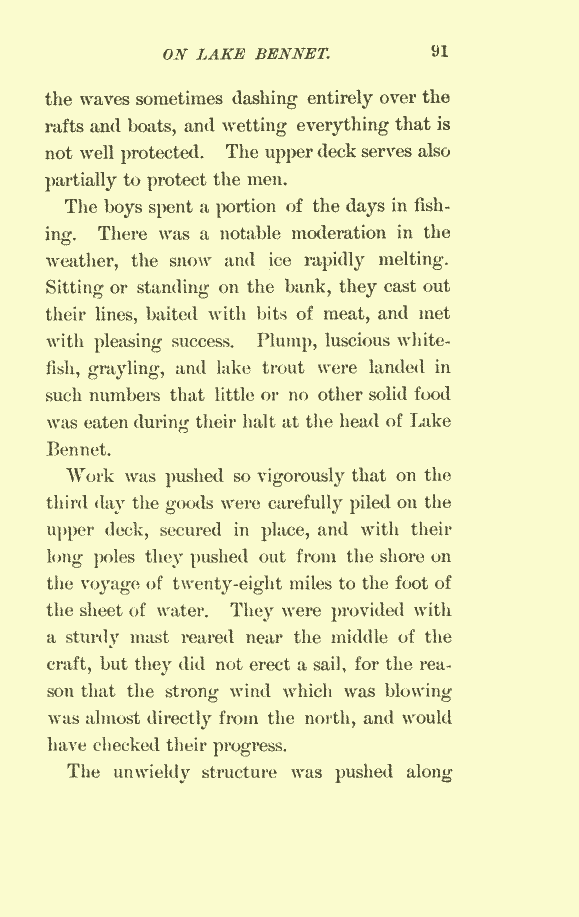 ON LAKE BENNET. 91
the waves sometimes dashing entirely over the
rafts and boats, and wetting everything that is
not well protected. The upper deck serves also
partially to protect the men.
The boys spent a portion of the days in fish-
ing. There was a notable moderation in the
weather, the snow and ice rapidly melting.
Sitting or standing on the bank, they cast out
their lines, baited with bits of meat, and met
with pleasing success. Plump, luscious white-
fish, grayling, and lake trout were landed in
such numbers that little or no other solid food
was eaten during their halt at the head of Lake
Bennet.
Work was pushed so vigorously that on the
third day the goods were carefully piled on the
upper deck, secured in place, and with their
long poles they pushed out from the shore on
the voyage of twenty-eight miles to the foot of
the sheet of water. They were provided with
a sturdy mast reared near the middle of the
craft, but they did not erect a sail, for the rea-
son that the strong wind which was blowing
was almost directly from the north, and would
have checked their progress.
The unwieldy structure was pushed along